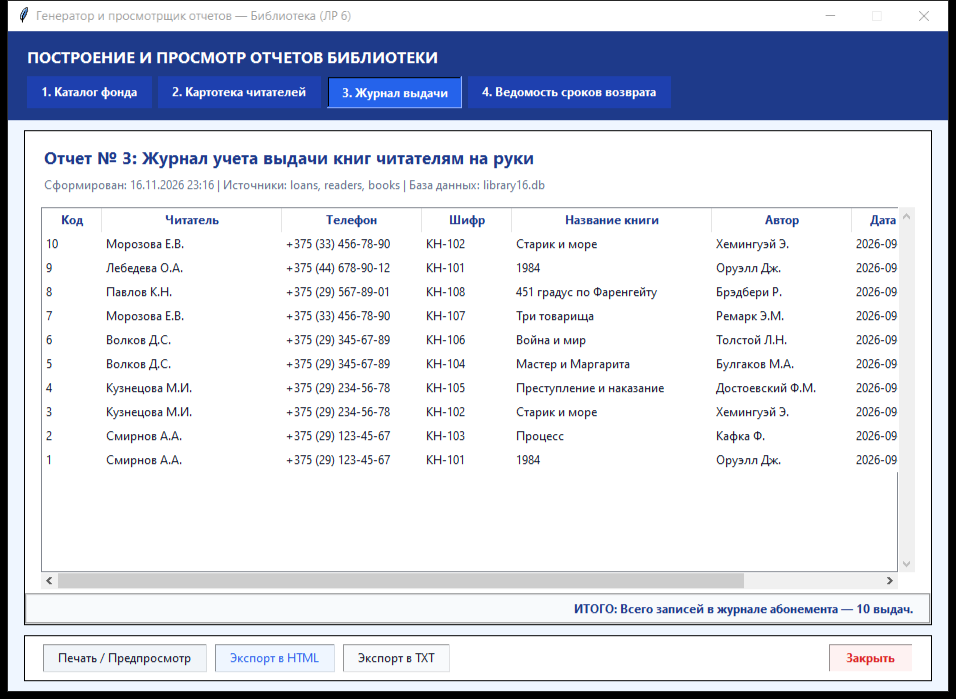 Генератор и просмотрщик отчетов — Библиотека (ЛР 6)
ПОСТРОЕНИЕ И ПРОСМОТР ОТЧЕТОВ БИБЛИОТЕКИ
1. Каталог фонда 2. Картотека читателей 3. Журнал выдачи 4. Ведомость сроков возврата
Отчет № 3: Журнал учета выдачи книг читателям на руки
Сформирован: 16.11.2026 23:16 | Источники: loans, readers, books | База данных: library16.db
Код Читатель Телефон Шифр Название книги Автор Дата
10 Морозова Е.В. +375 (33) 456-78-90 КН-102 Старик и море Хемингуэй Э. 2026-09
9 Лебедева О.А. +375 (44) 678-90-12 КН-101 1984 Оруэлл Дж. 2026-09
8 Павлов К.Н. +375 (29) 567-89-01 КН-108 451 градус по Фаренгейту Брэдбери Р. 2026-09
7 Морозова Е.В. +375 (33) 456-78-90 КН-107 Три товарища Ремарк Э.М. 2026-09
6 Волков Д.С. +375 (29) 345-67-89 КН-106 Война и мир Толстой Л.Н. 2026-09
5 Волков Д.С. +375 (29) 345-67-89 КН-104 Мастер и Маргарита Булгаков М.А. 2026-09
4 Кузнецова М.И. +375 (29) 234-56-78 КН-105 Преступление и наказание Достоевский Ф.М. 2026-09
3 Кузнецова М.И. +375 (29) 234-56-78 КН-102 Старик и море Хемингуэй Э. 2026-09
2 Смирнов А.А. +375 (29) 123-45-67 КН-103 Процесс Кафка Ф. 2026-09
1 Смирнов А.А. +375 (29) 123-45-67 КН-101 1984 Оруэлл Дж. 2026-09
ИТОГО: Всего записей в журнале абонемента — 10 выдач.
Печать / Предпросмотр Экспорт в HTML Экспорт в TXT Закрыть